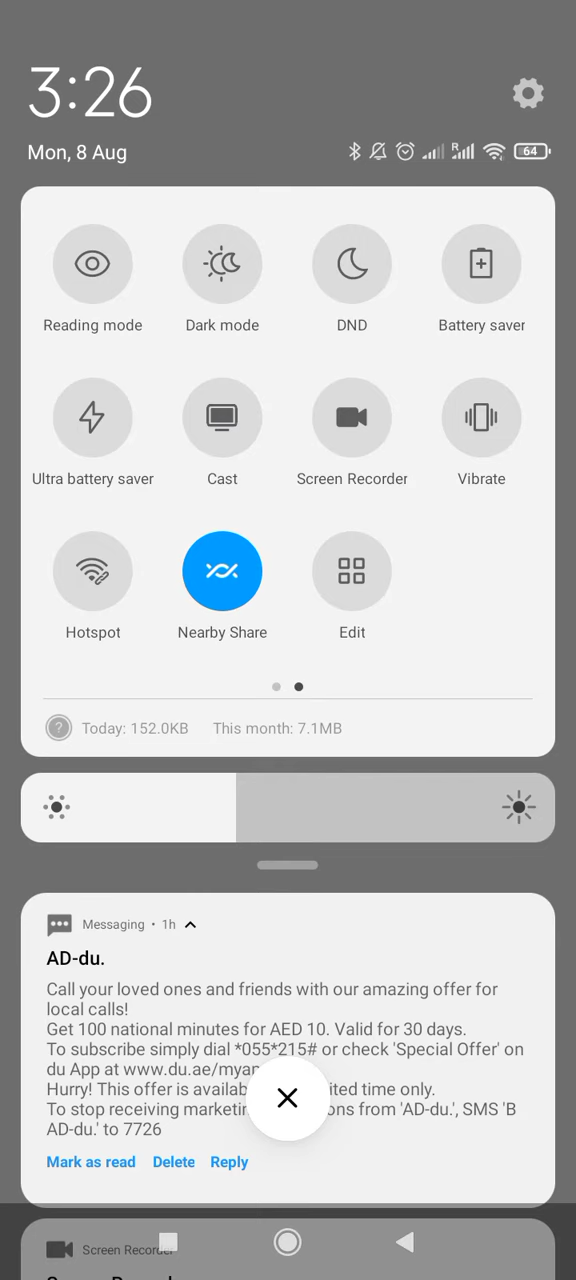 3:26
Mon, 8 Aug
R
64
Reading mode
Dark mode
DND
Battery saver
Ultra battery saver
Cast
Screen Recorder
Vibrate
Hotspot
Nearby Share
Edit
? Today: 152.0KB This month: 7.1MB
Messaging • 1h
AD-du.
Call your loved ones and friends with our amazing offer for
local calls!
Get 100 national minutes for AED 10. Valid for 30 days.
To subscribe simply dial *055*215# or check 'Special Offer' on
du App at www.du.ae/
Hurry! This offer is time only.
To stop receiving from 'AD-du.', SMS 'B
AD-du.' to 7726
Mark as read Delete Reply
Screen Recorder